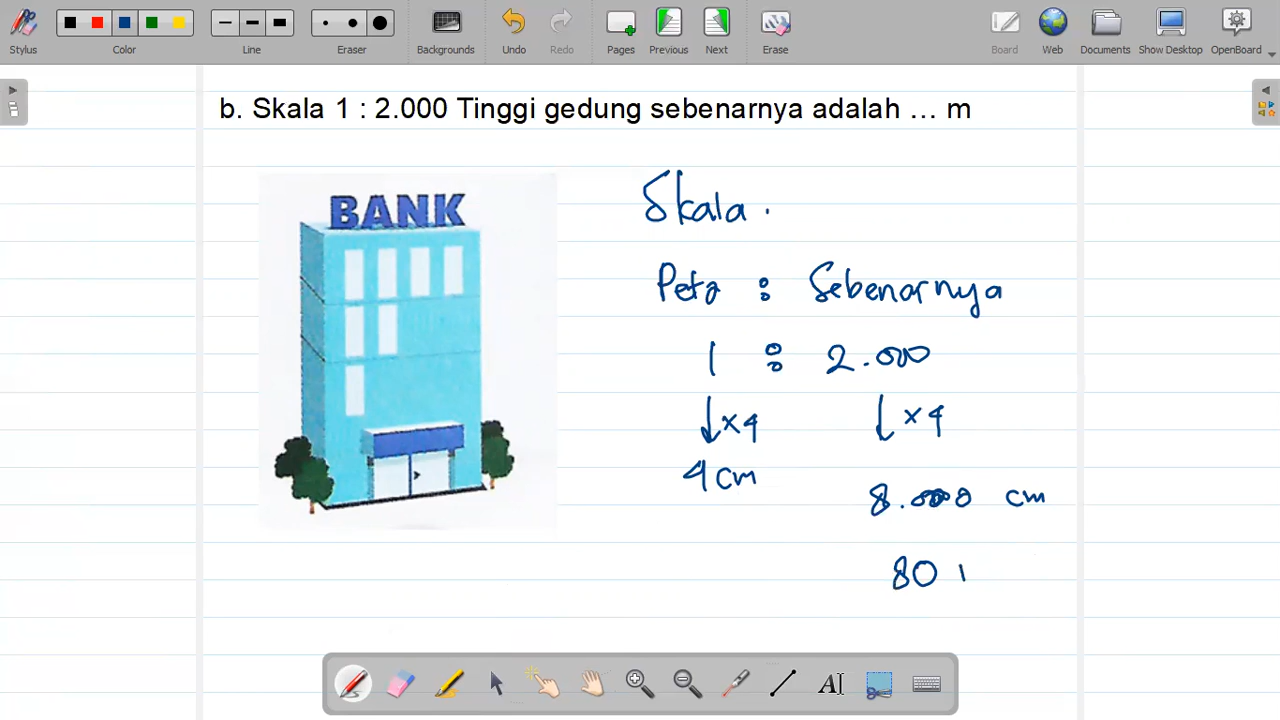 Stylus
Color
Line
Eraser
Backgrounds
Undo
Redo
Pages
Previous
Next
Erase
Board
Web
Documents
Show Desktop
OpenBoard
b. Skala 1 : 2.000 Tinggi gedung sebenarnya adalah ... m
BANK
Skala.
Peta : Sebenarnya
1 : 2.000
↓ x4 ↓ x4
4 cm 8.000 cm
80